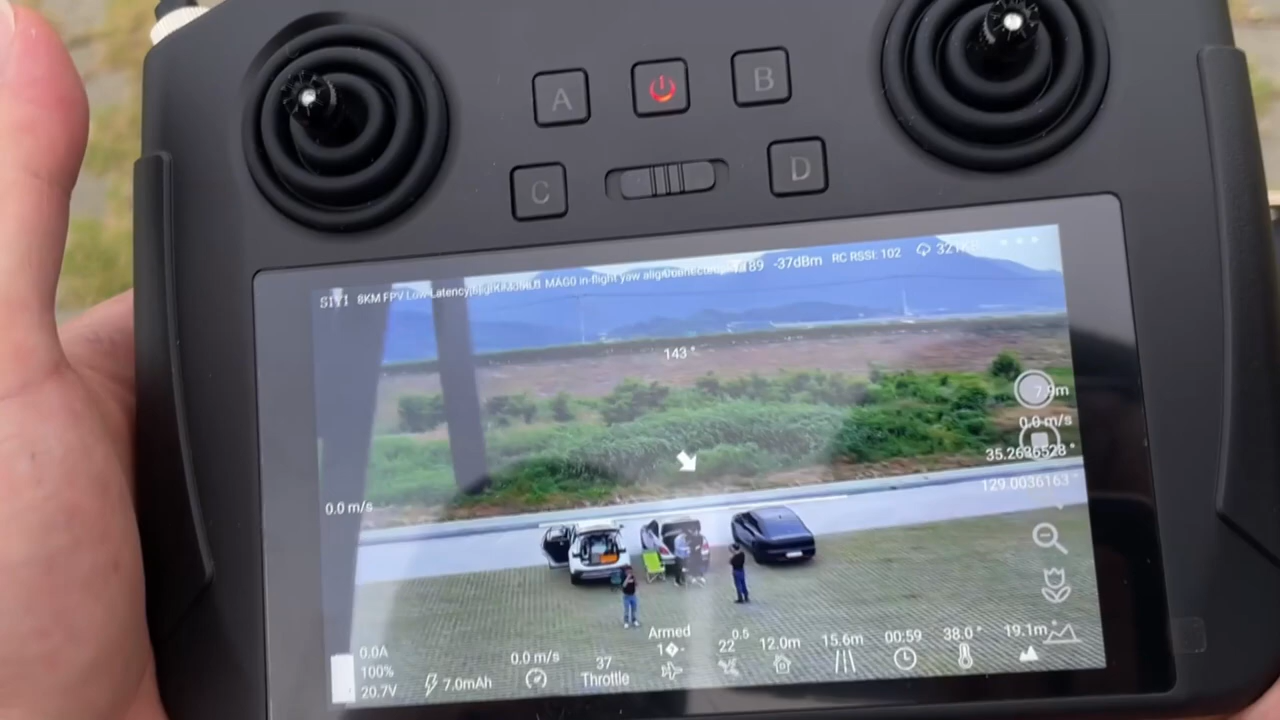 A
B
C
D
SIYI 8KM FPV Low Latency MAG0 in-flight yaw -37dBm RC RSSI: 102
143°
7.9m
0.0 m/s
35.2636528°
129.0036163°
0.0 m/s
Armed
0.0A
100%
20.7V
7.0mAh
0.0 m/s
37
Throttle
1
22 0.5
12.0m
15.6m
00:59
38.0°
19.1m